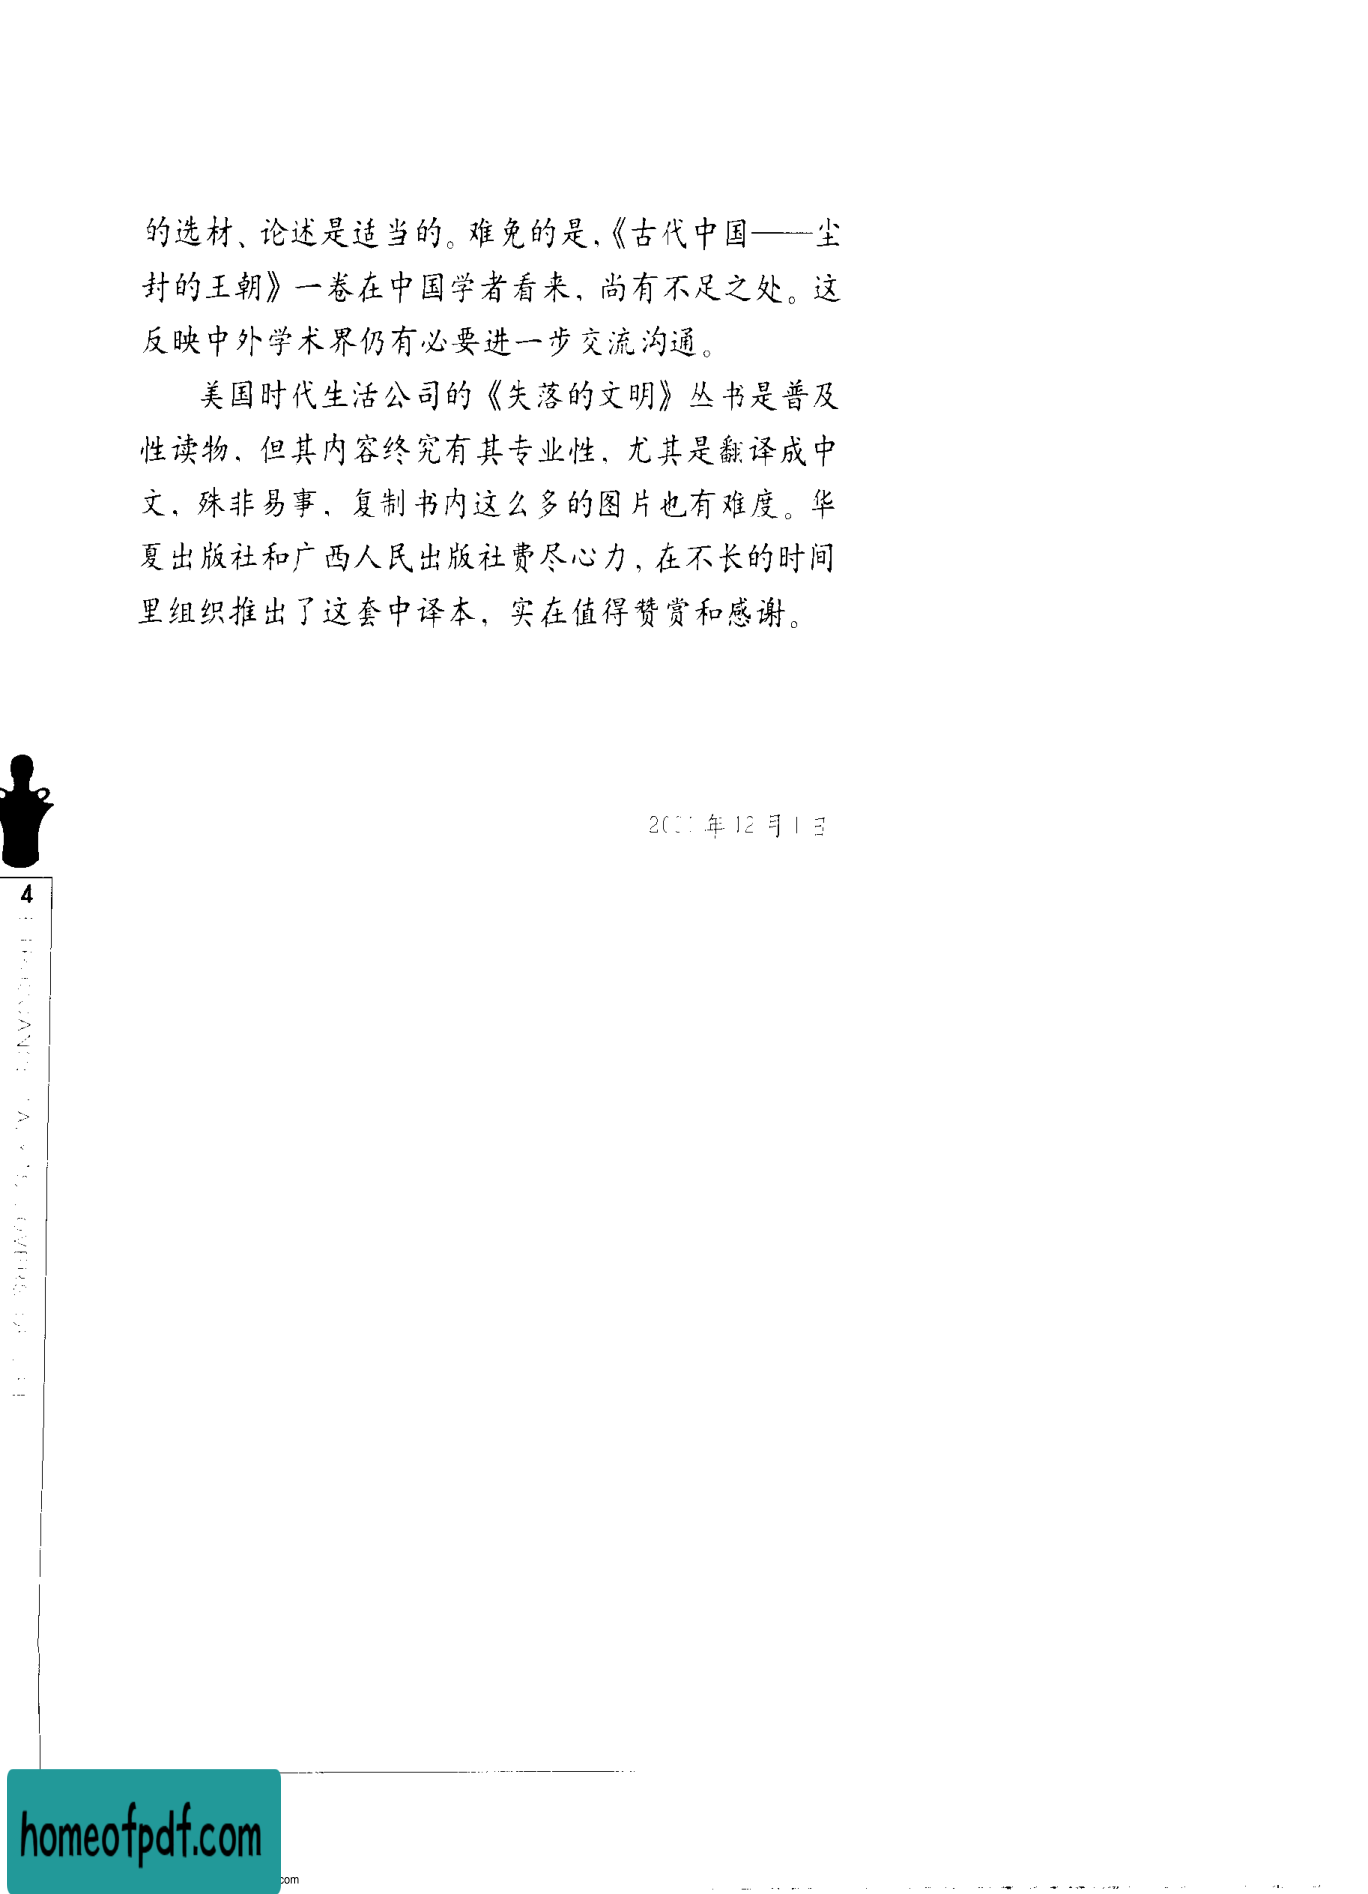 的选材、论述是适当的。难免的是,《古代中国——尘
封的王朝》一卷在中国学者看来，尚有不足之处。这
反映中外学术界仍有必要进一步交流沟通。
美国时代生活公司的《失落的文明》丛书是普及
性读物，但其内容终究有其专业性，尤其是翻译成中
文，殊非易事，复制书内这么多的图片也有难度。华
夏出版社和广西人民出版社费尽心力，在不长的时间
里组织推出了这套中译本，实在值得赞赏和感谢。
年12月1日
4
homeofpdf.com
com